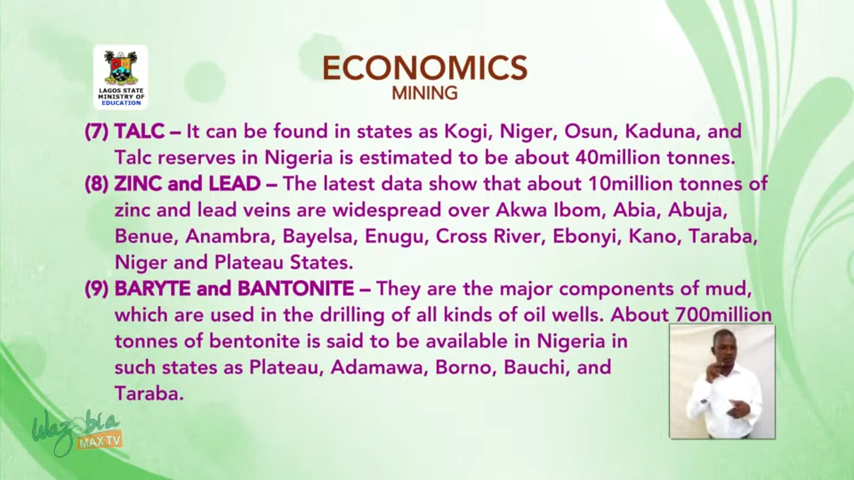 LAGOS STATE
MINISTRY OF
EDUCATION
ECONOMICS
MINING
(7) TALC – It can be found in states as Kogi, Niger, Osun, Kaduna, and
Talc reserves in Nigeria is estimated to be about 40million tonnes.
(8) ZINC and LEAD – The latest data show that about 10million tonnes of
zinc and lead veins are widespread over Akwa Ibom, Abia, Abuja,
Benue, Anambra, Bayelsa, Enugu, Cross River, Ebonyi, Kano, Taraba,
Niger and Plateau States.
(9) BARYTE and BANTONITE – They are the major components of mud,
which are used in the drilling of all kinds of oil wells. About 700million
tonnes of bentonite is said to be available in Nigeria in
such states as Plateau, Adamawa, Borno, Bauchi, and
Taraba.
Wazobia
MAX TV